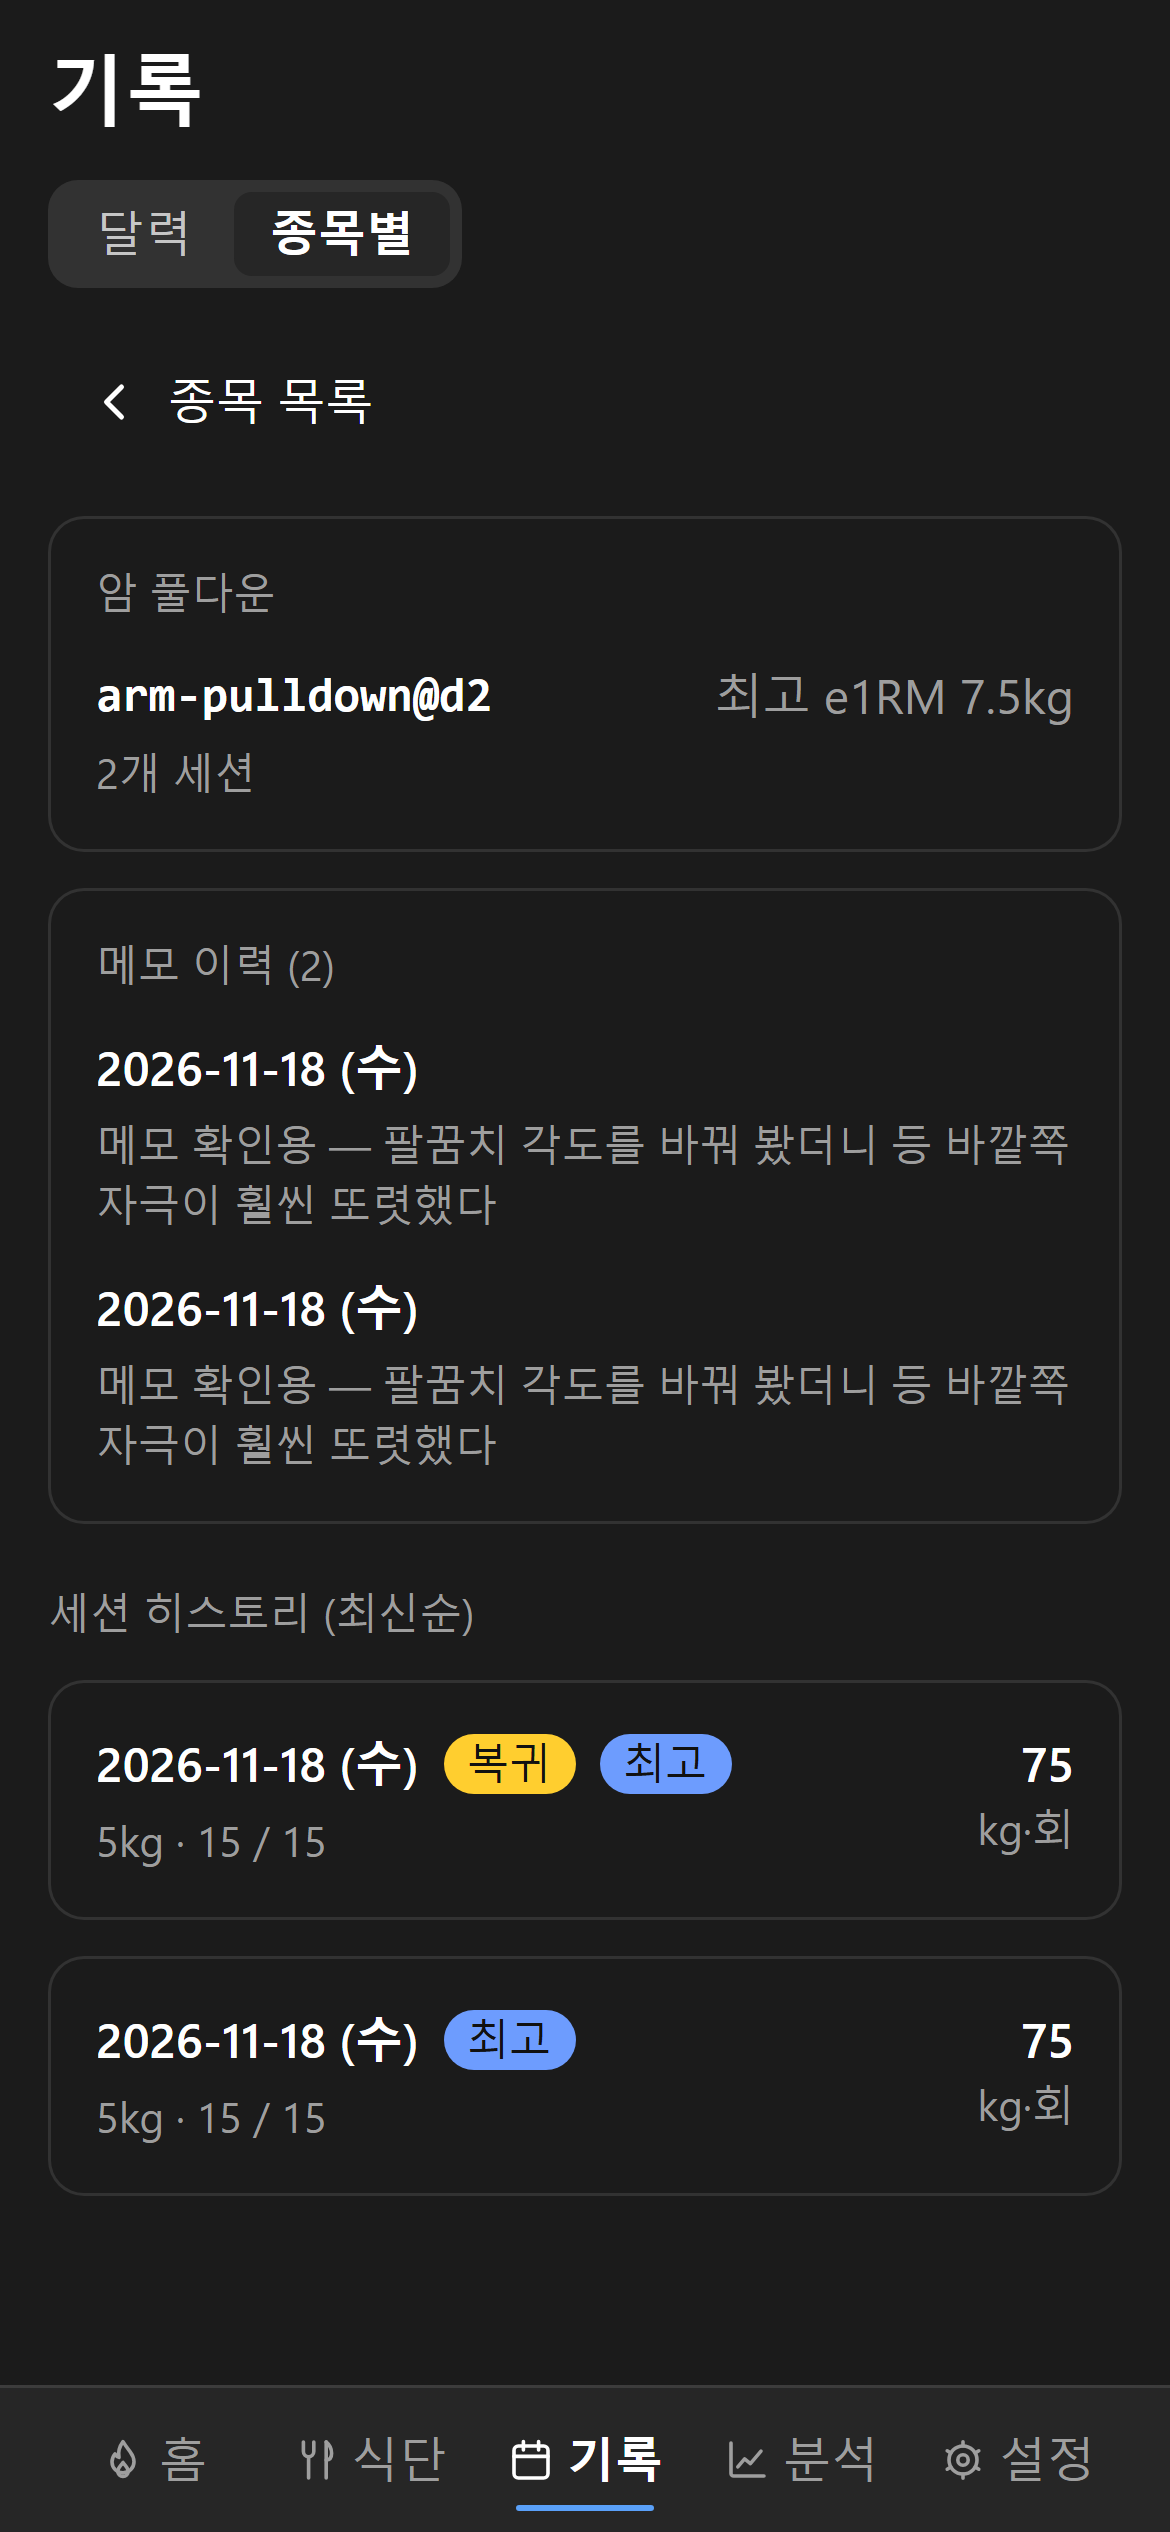 기록
달력 종목별
종목 목록
암 풀다운
arm-pulldown@d2 최고 e1RM 7.5kg
2개 세션
메모 이력 (2)
2026-11-18 (수)
메모 확인용 — 팔꿈치 각도를 바꿔 봤더니 등 바깥쪽
자극이 훨씬 또렷했다
2026-11-18 (수)
메모 확인용 — 팔꿈치 각도를 바꿔 봤더니 등 바깥쪽
자극이 훨씬 또렷했다
세션 히스토리 (최신순)
2026-11-18 (수) 복귀 최고 75
5kg · 15 / 15 kg·회
2026-11-18 (수) 최고 75
5kg · 15 / 15 kg·회
홈 식단 기록 분석 설정